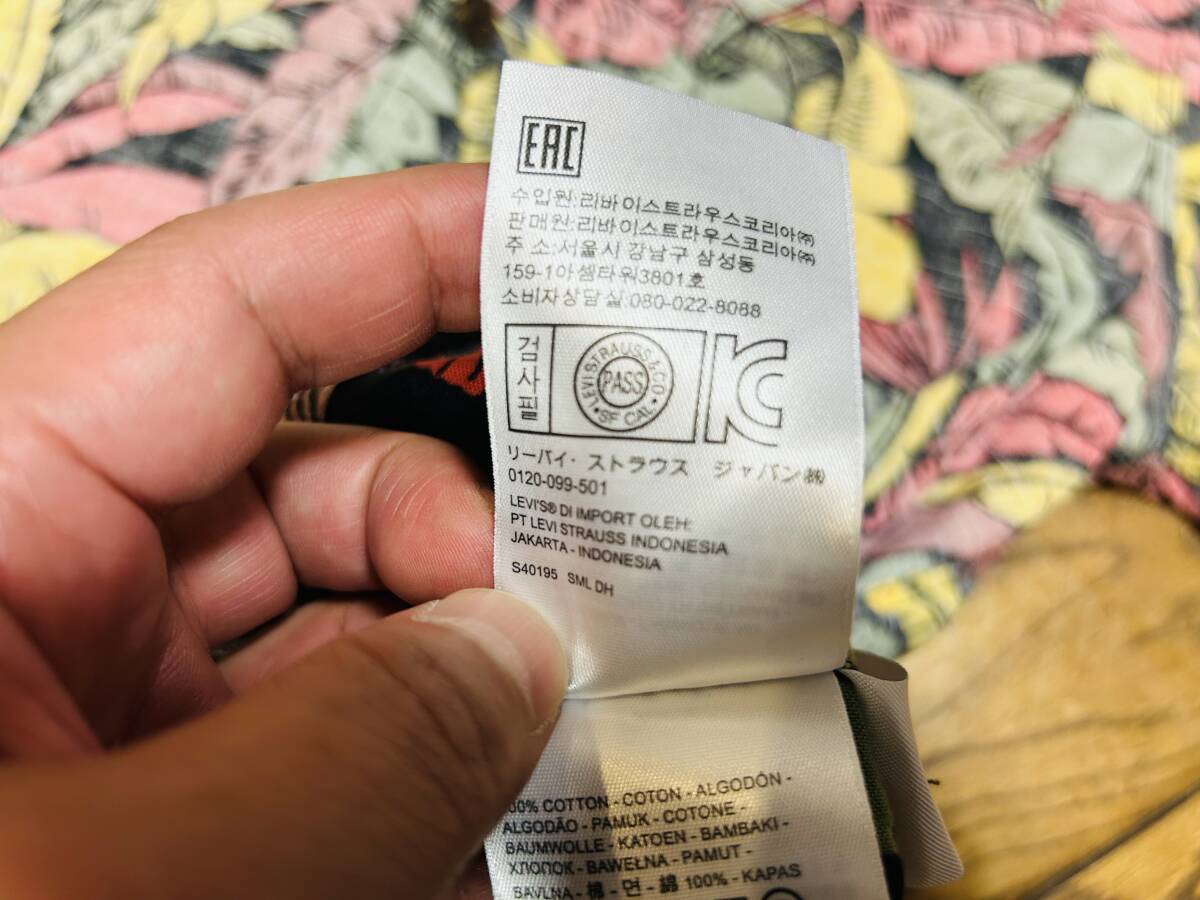 EAC
수입원:리바이스트라우스코리아㈜
판매원:리바이스트라우스코리아㈜
주 소:서울시 강남구 삼성동
159-1아셈타워3801호
소비자상담실:080-022-8088
검사필
LEVI STRAUSS & CO
PASS
SF CAL
KC
リーバイ・ストラウス ジャパン㈱
0120-099-501
LEVI'S® DI IMPORT OLEH:
PT LEVI STRAUSS INDONESIA
JAKARTA - INDONESIA
S40195 SML DH
00% COTTON - COTON - ALGODÓN -
ALGODÃO - PAMUK - COTONE -
BAUMWOLLE - KATOEN - BAMBAKI -
ХЛОПОК - BAWEŁNA - PAMUT -
BAVLNA - 棉 - 면 - 綿 100% - KAPAS